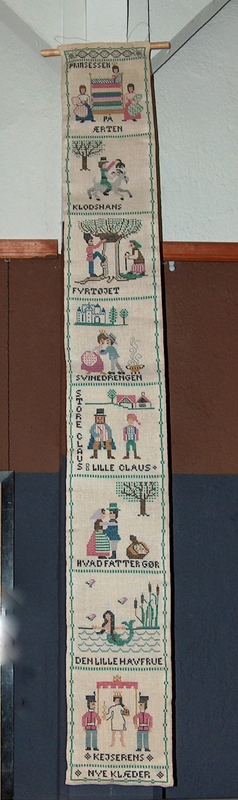 PRINSESSEN
PÅ
ÆRTEN
KLODSHANS
FYRTØJET
SVINEDRENGEN
STORE CLAUS
OG LILLE CLAUS
HVAD FATTER GØR
DEN LILLE HAVFRUE
KEJSERENS
NYE KLÆDER